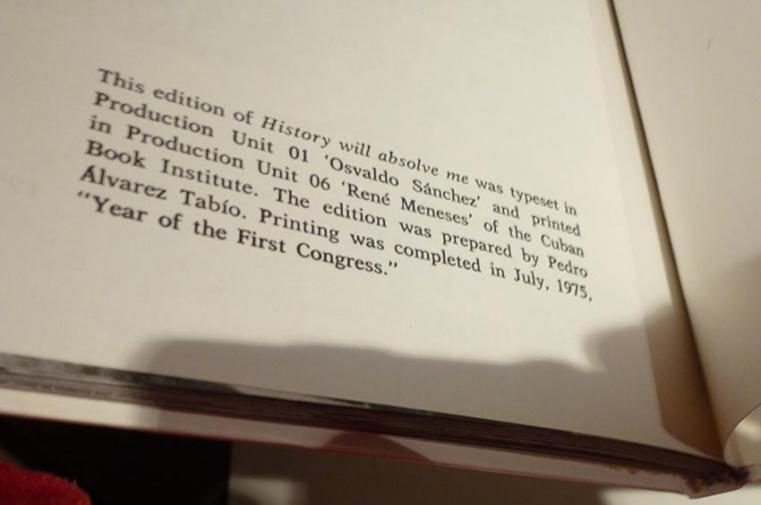 This edition of History will absolve me was typeset in
Production Unit 01 'Osvaldo Sánchez' and printed
in Production Unit 06 'René Meneses' of the Cuban
Book Institute. The edition was prepared by Pedro
Álvarez Tabío. Printing was completed in July, 1975,
“Year of the First Congress.”